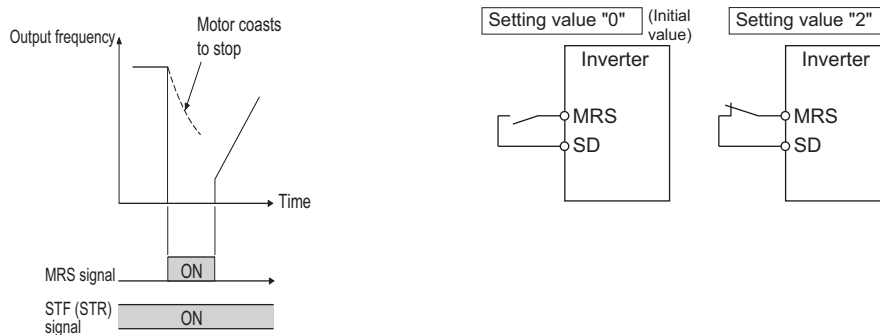 Output frequency
Motor coasts
to stop
Time
MRS signal
ON
STF (STR)
signal
ON
Setting value "0"
(Initial
value)
Inverter
MRS
SD
Setting value "2"
Inverter
MRS
SD